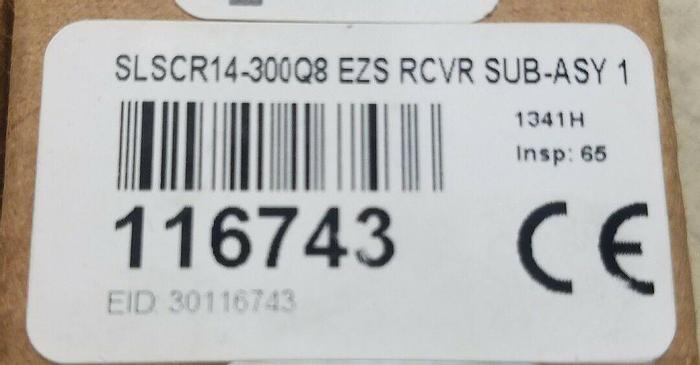 SLSCR14-300Q8 EZS RCVR SUB-ASY 1
1341H
Insp: 65
116743
CE
EID: 30116743